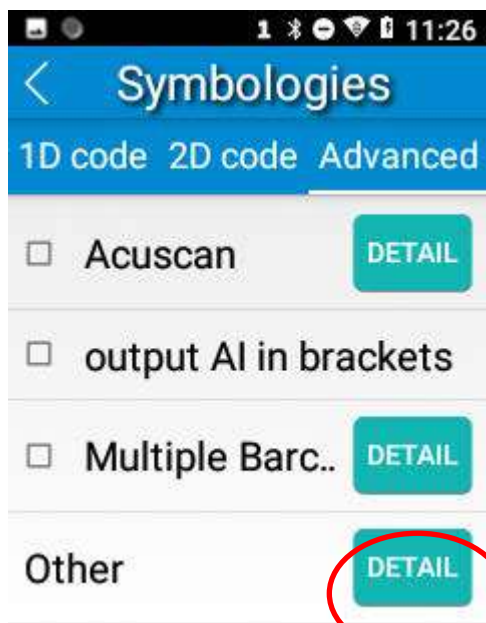 1 11:26
Symbologies
1D code 2D code Advanced
Acuscan DETAIL
output AI in brackets
Multiple Barc.. DETAIL
Other DETAIL